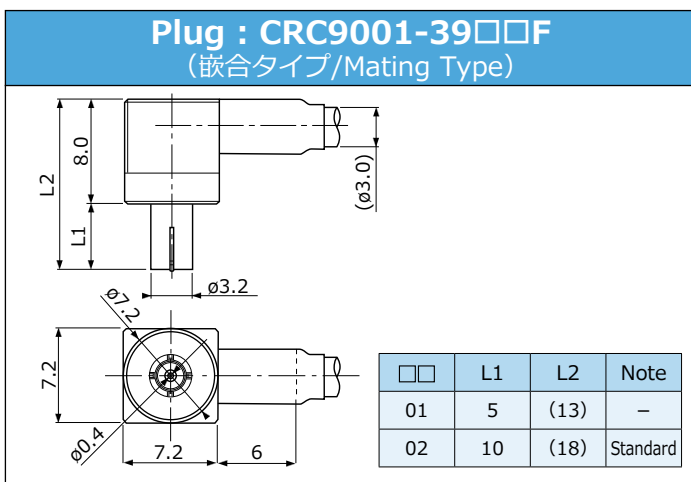 Plug : CRC9001-39□□F
(嵌合タイプ/Mating Type)
L2
8.0
L1
(ø3.0)
ø3.2
ø7.2
7.2
ø0.4
7.2
6
□□ L1 L2 Note
01 5 (13) –
02 10 (18) Standard